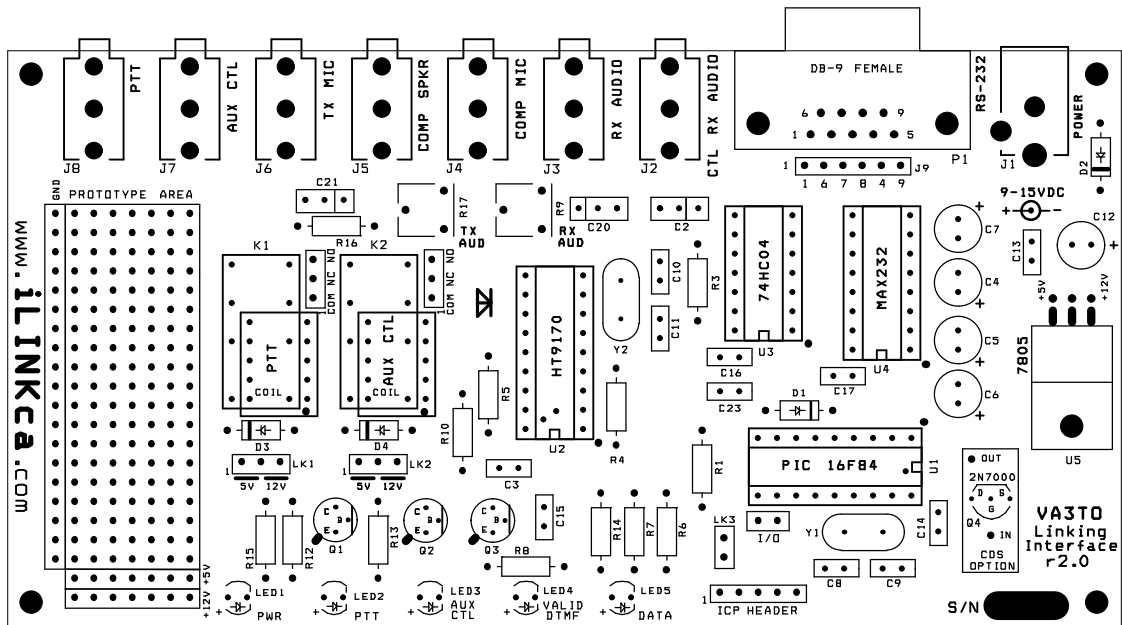 DB-9 FEMALE
PTT
AUX CTL
TX MIC
COMP SPKR
COMP MIC
RX AUDIO
CTL RX AUDIO
RS-232
POWER
6 9
1 5
J8
J7
J6
J5
J4
J3
J2
P1
J1
J9
D2
1 6 7 8 4 9
GND
PROTOTYPE AREA
C21
R16
R17
TX
AUD
R9
RX
AUD
C20
C2
9-15VDC
+ -
C7
+
C13
C12
+
K1
K2
1 COM NC NO
1 COM NC NO
C10
R3
74HC04
MAX232
C4
+
+5V
+12V
www.iLINKca.com
HT9170
C11
Y2
U3
U4
C5
+
7805
PTT
AUX CTL
COIL
COIL
R5
C16
C17
C23
C6
+
D1
R10
D3
D4
U2
R4
U5
1
LK1
5V 12V
1
LK2
5V 12V
C3
R1
PIC 16F84
U1
OUT
2N7000
D S
G
Q4
IN
CDS
OPTION
C
B
E
Q1
C
B
E
Q2
C
B
E
Q3
R15
R12
R13
C15
R14
R7
R6
LK3
I/O
Y1
C14
VA3TO
Linking
Interface
r2.0
R8
C8
C9
+5V
+12V
LED1
PWR
LED2
PTT
LED3
AUX
CTL
LED4
VALID
DTMF
LED5
DATA
1
ICP HEADER
S/N